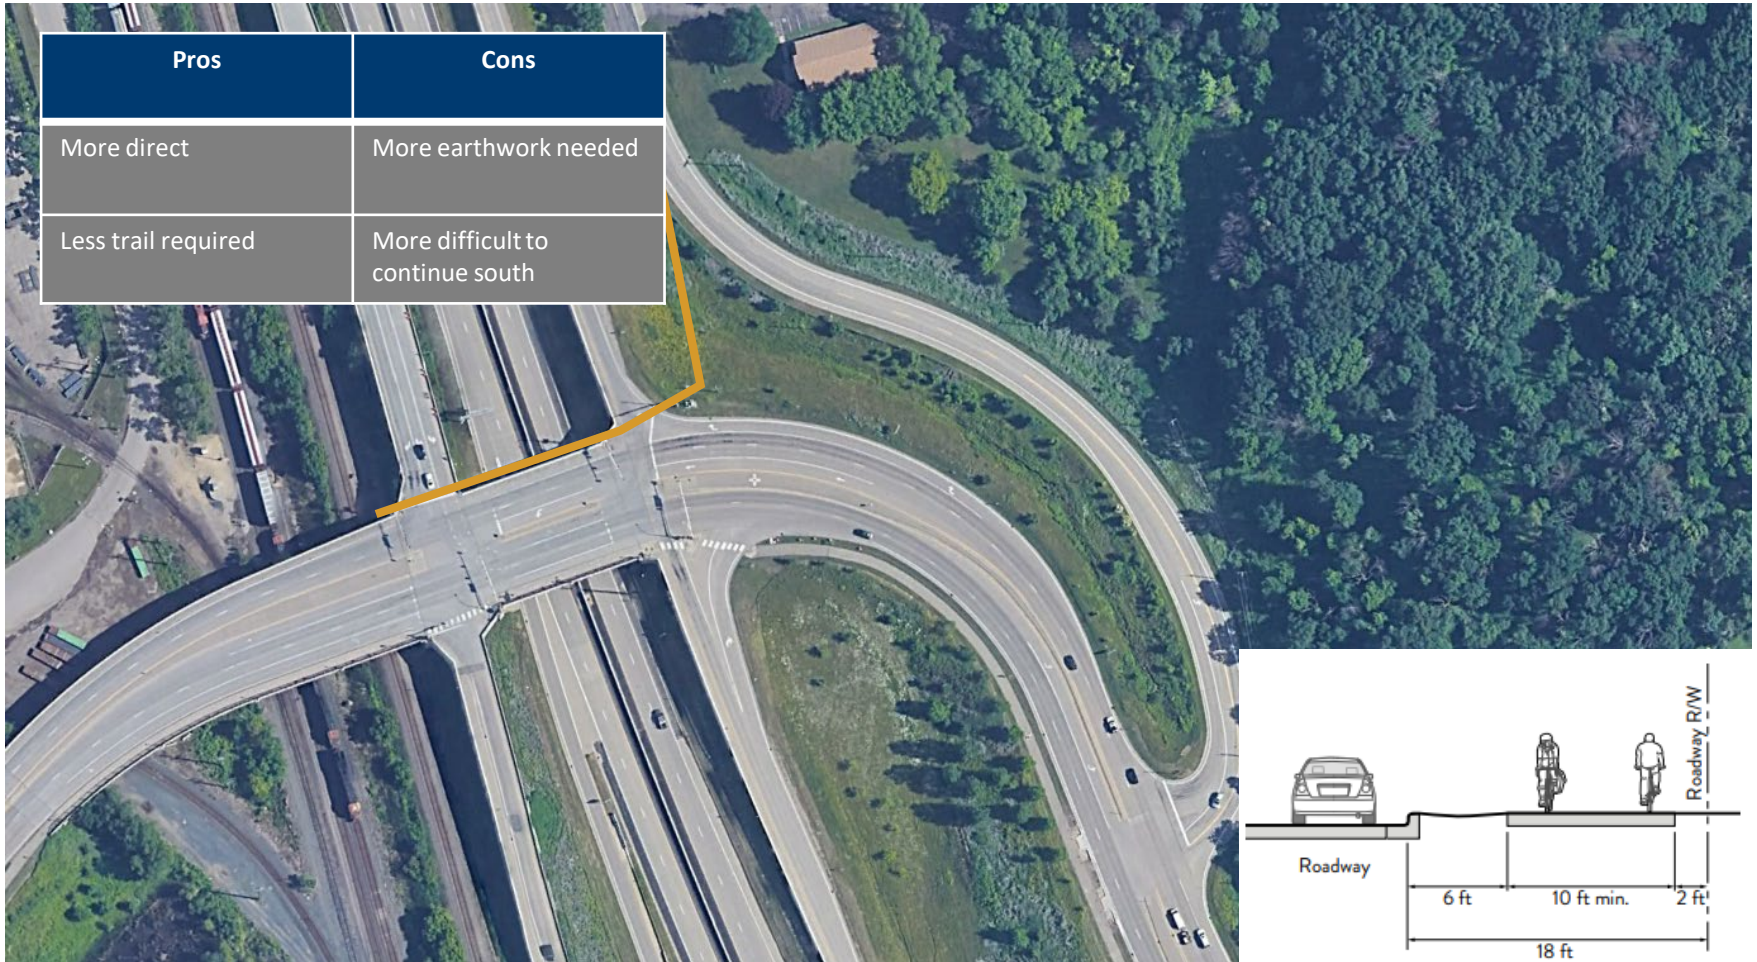 Pros
Cons
More direct
More earthwork needed
Less trail required
More difficult to
continue south
Roadway R/W
Roadway
6 ft
10 ft min.
2 ft
18 ft